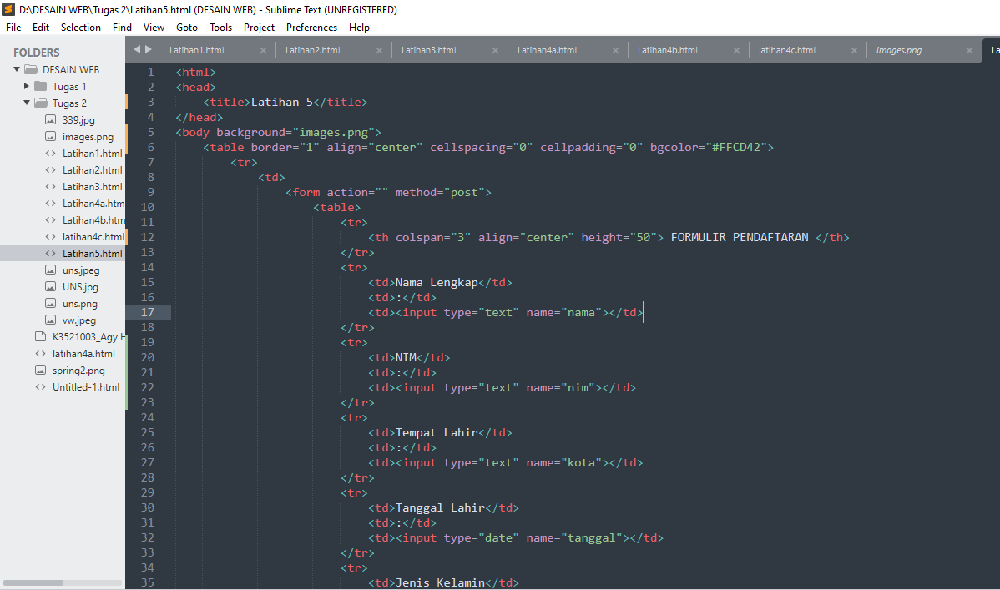 D:\DESAIN WEB\Tugas 2\Latihan5.html (DESAIN WEB) - Sublime Text (UNREGISTERED)
File Edit Selection Find View Goto Tools Project Preferences Help
FOLDERS
DESAIN WEB
Tugas 1
Tugas 2
339.jpg
images.png
Latihan1.html
Latihan2.html
Latihan3.html
Latihan4a.htm
Latihan4b.htm
latihan4c.html
Latihan5.html
uns.jpeg
UNS.jpg
uns.png
vw.jpeg
K3521003_Agy H
latihan4a.html
spring2.png
Untitled-1.html
Latihan1.html × Latihan2.html × Latihan3.html × Latihan4a.html × Latihan4b.html × latihan4c.html × images.png × La
1 <html>
2 <head>
3 <title>Latihan 5</title>
4 </head>
5 <body background="images.png">
6 <table border="1" align="center" cellspacing="0" cellpadding="0" bgcolor="#FFCD42">
7 <tr>
8 <td>
9 <form action="" method="post">
10 <table>
11 <tr>
12 <th colspan="3" align="center" height="50"> FORMULIR PENDAFTARAN </th>
13 </tr>
14 <tr>
15 <td>Nama Lengkap</td>
16 <td>:</td>
17 <td><input type="text" name="nama"></td>
18 </tr>
19 <tr>
20 <td>NIM</td>
21 <td>:</td>
22 <td><input type="text" name="nim"></td>
23 </tr>
24 <tr>
25 <td>Tempat Lahir</td>
26 <td>:</td>
27 <td><input type="text" name="kota"></td>
28 </tr>
29 <tr>
30 <td>Tanggal Lahir</td>
31 <td>:</td>
32 <td><input type="date" name="tanggal"></td>
33 </tr>
34 <tr>
35 <td>Jenis Kelamin</td>